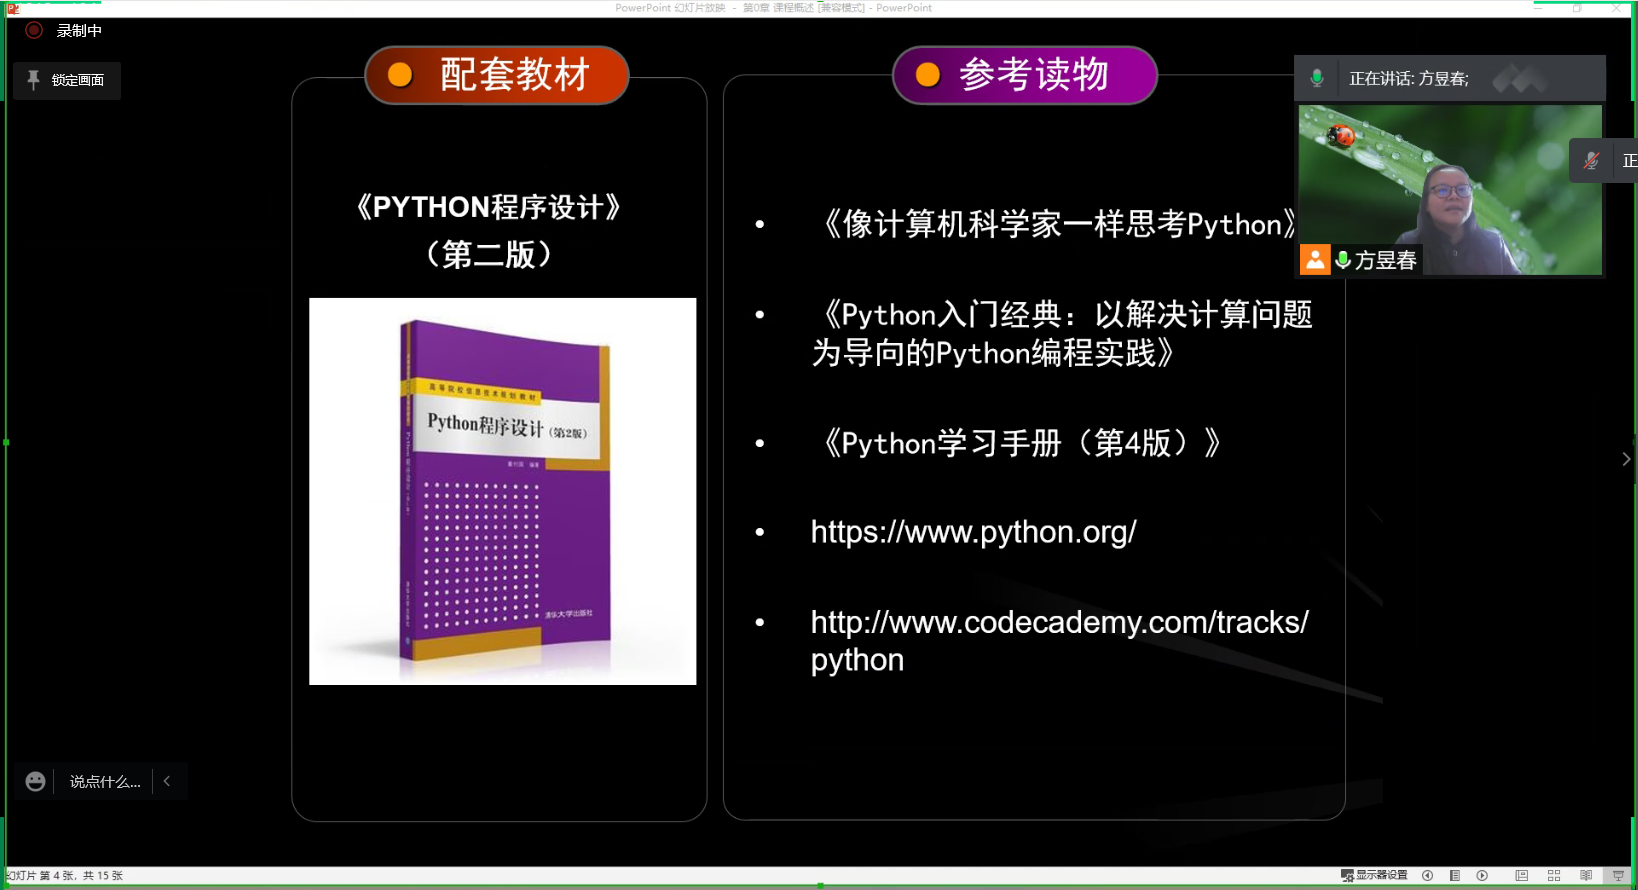 PowerPoint 幻灯片放映 - 第0章 课程概述 [兼容模式] - PowerPoint
录制中
锁定画面
配套教材
参考读物
正在讲话: 方昱春;
正
方昱春
《PYTHON程序设计》
（第二版）
高等院校信息技术规划教材
Python程序设计（第2版）
董付国 编著
清华大学出版社
• 《像计算机科学家一样思考Python》
• 《Python入门经典：以解决计算问题
为导向的Python编程实践》
• 《Python学习手册（第4版）》
• https://www.python.org/
• http://www.codecademy.com/tracks/
python
说点什么...
幻灯片 第 4 张，共 15 张
显示器设置